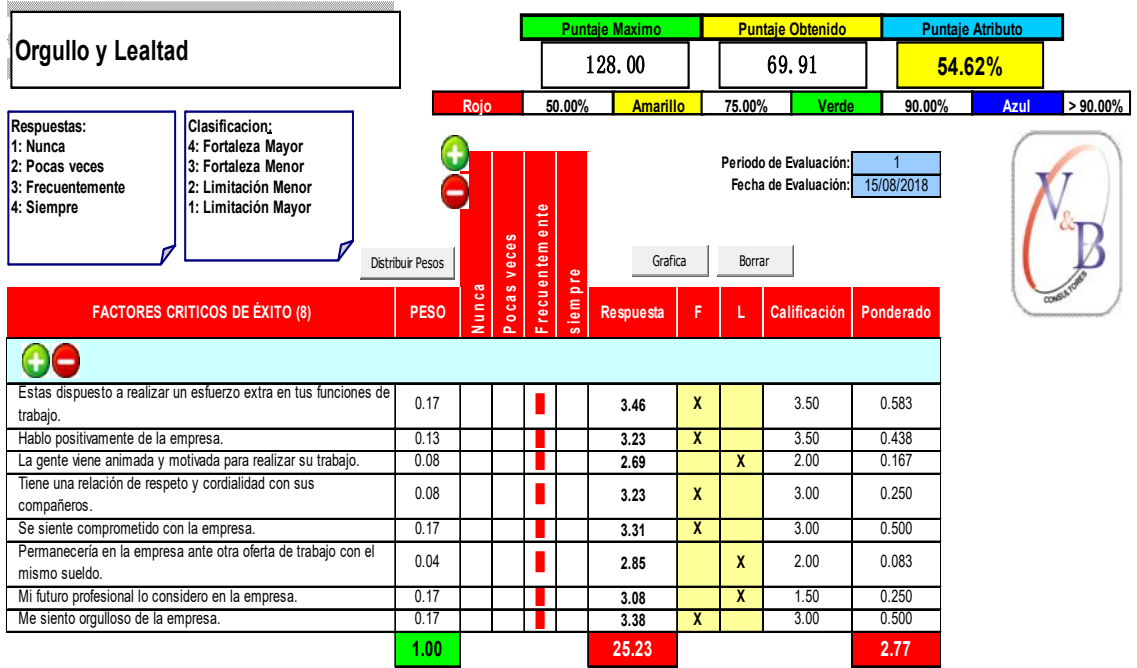 Orgullo y Lealtad
Puntaje Maximo Puntaje Obtenido Puntaje Atributo
128.00 69.91 54.62%
Rojo 50.00% Amarillo 75.00% Verde 90.00% Azul > 90.00%
Respuestas:
1: Nunca
2: Pocas veces
3: Frecuentemente
4: Siempre
Clasificacion:
4: Fortaleza Mayor
3: Fortaleza Menor
2: Limitación Menor
1: Limitación Mayor
Periodo de Evaluación: 1
Fecha de Evaluación: 15/08/2018
V&B
CONSULTORES
Distribuir Pesos
Grafica
Borrar
FACTORES CRITICOS DE ÉXITO (8) PESO Nunca Pocas veces Frecuentemente siempre Respuesta F L Calificación Ponderado
Estas dispuesto a realizar un esfuerzo extra en tus funciones de
trabajo. 0.17 3.46 X 3.50 0.583
Hablo positivamente de la empresa. 0.13 3.23 X 3.50 0.438
La gente viene animada y motivada para realizar su trabajo. 0.08 2.69 X 2.00 0.167
Tiene una relación de respeto y cordialidad con sus
compañeros. 0.08 3.23 X 3.00 0.250
Se siente comprometido con la empresa. 0.17 3.31 X 3.00 0.500
Permanecería en la empresa ante otra oferta de trabajo con el
mismo sueldo. 0.04 2.85 X 2.00 0.083
Mi futuro profesional lo considero en la empresa. 0.17 3.08 X 1.50 0.250
Me siento orgulloso de la empresa. 0.17 3.38 X 3.00 0.500
1.00 25.23 2.77